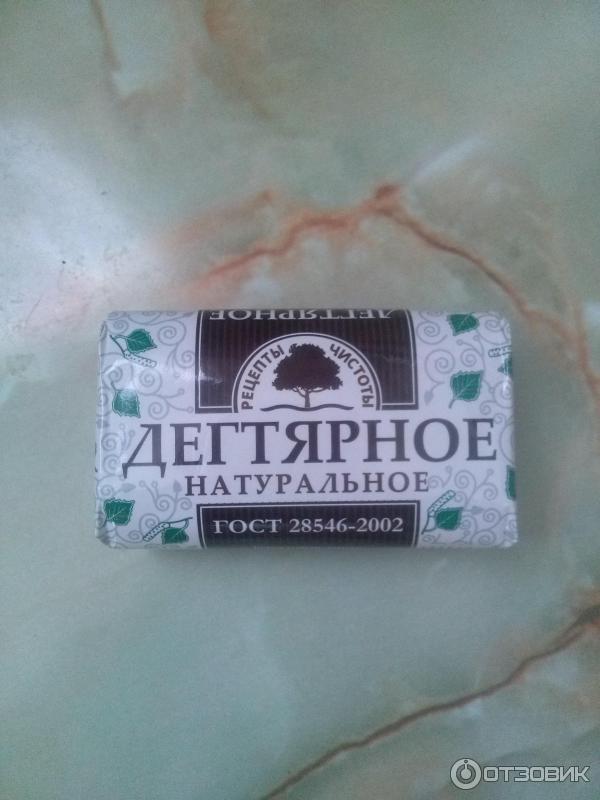 ДЕГТЯРНОЕ
РЕЦЕПТЫ ЧИСТОТЫ
ДЕГТЯРНОЕ
НАТУРАЛЬНОЕ
ГОСТ 28546-2002
ОТЗОВИК